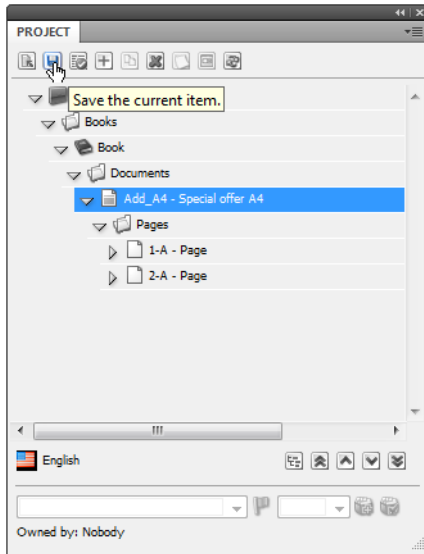 PROJECT
Save the current item.
Books
Book
Documents
Add_A4 - Special offer A4
Pages
1-A - Page
2-A - Page
English
Owned by: Nobody